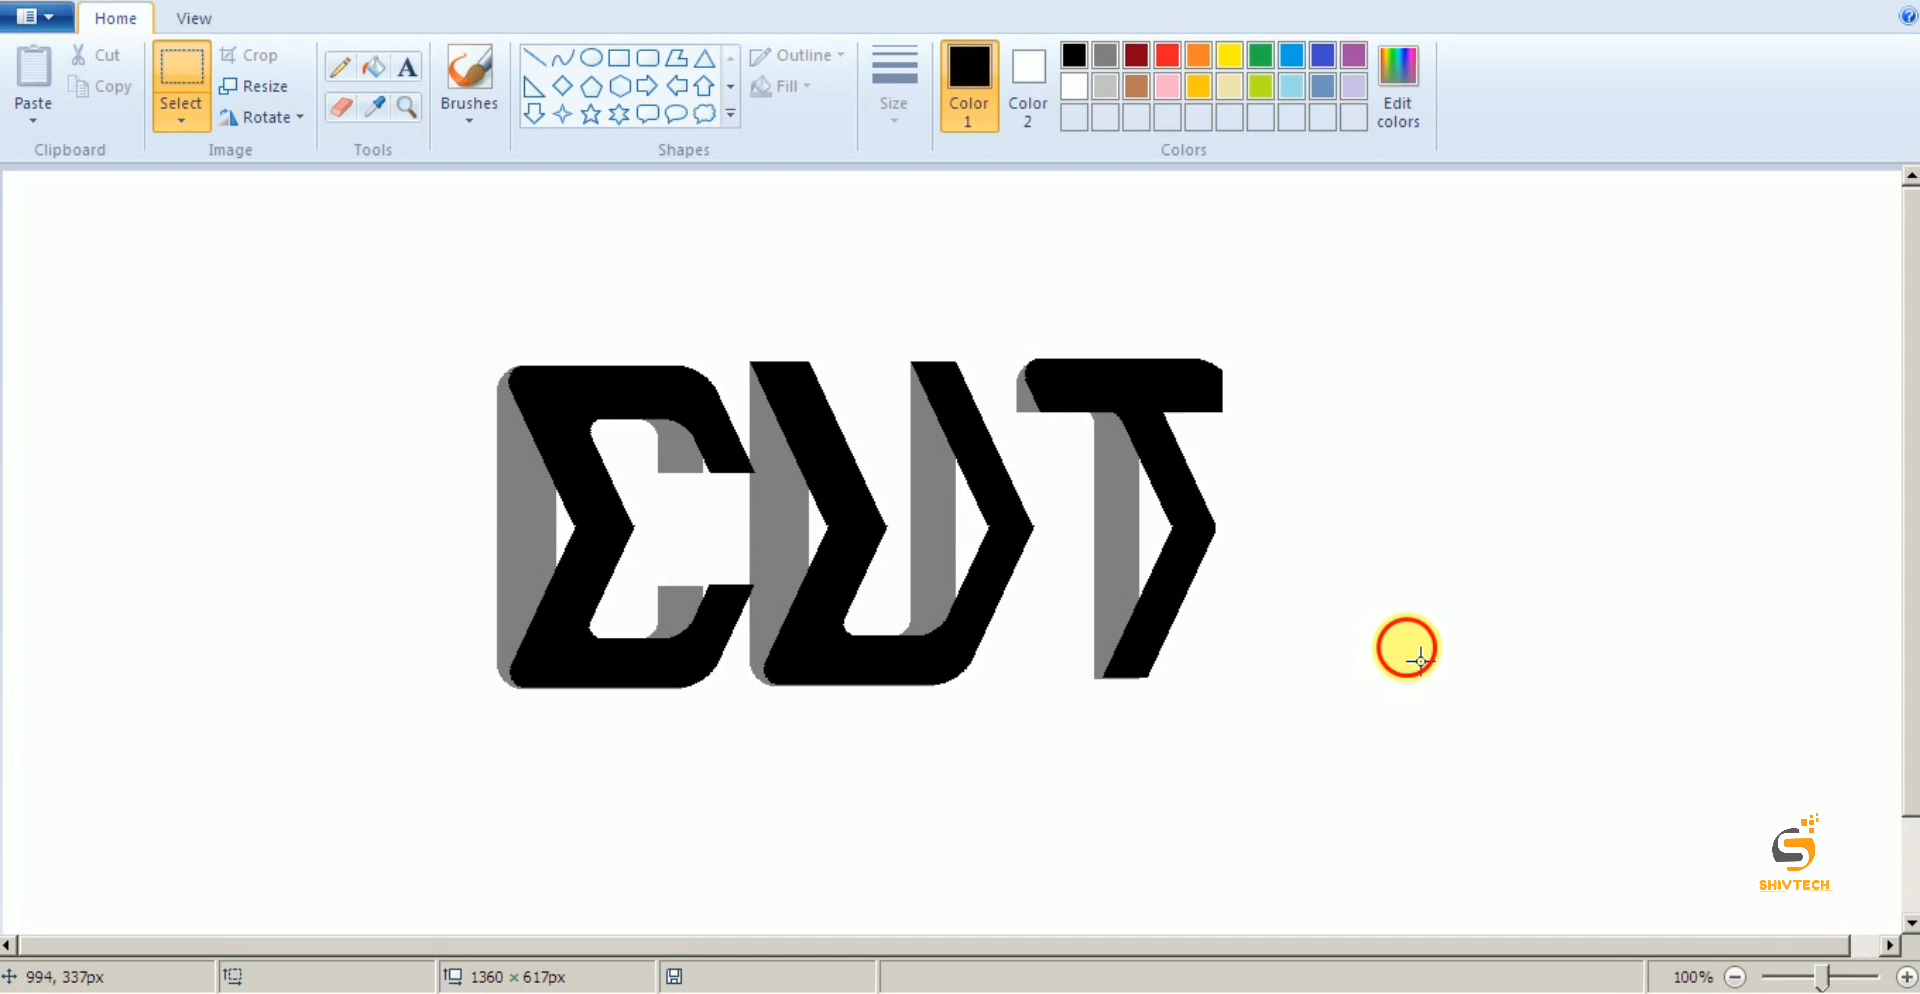 Home View
Paste Cut Copy Clipboard
Select Crop Resize Rotate Image
Tools
Brushes
Shapes
Outline Fill
Size
Color 1
Color 2
Edit colors
Colors
CUT
SHIVTECH
994, 337px
1360 × 617px
100%